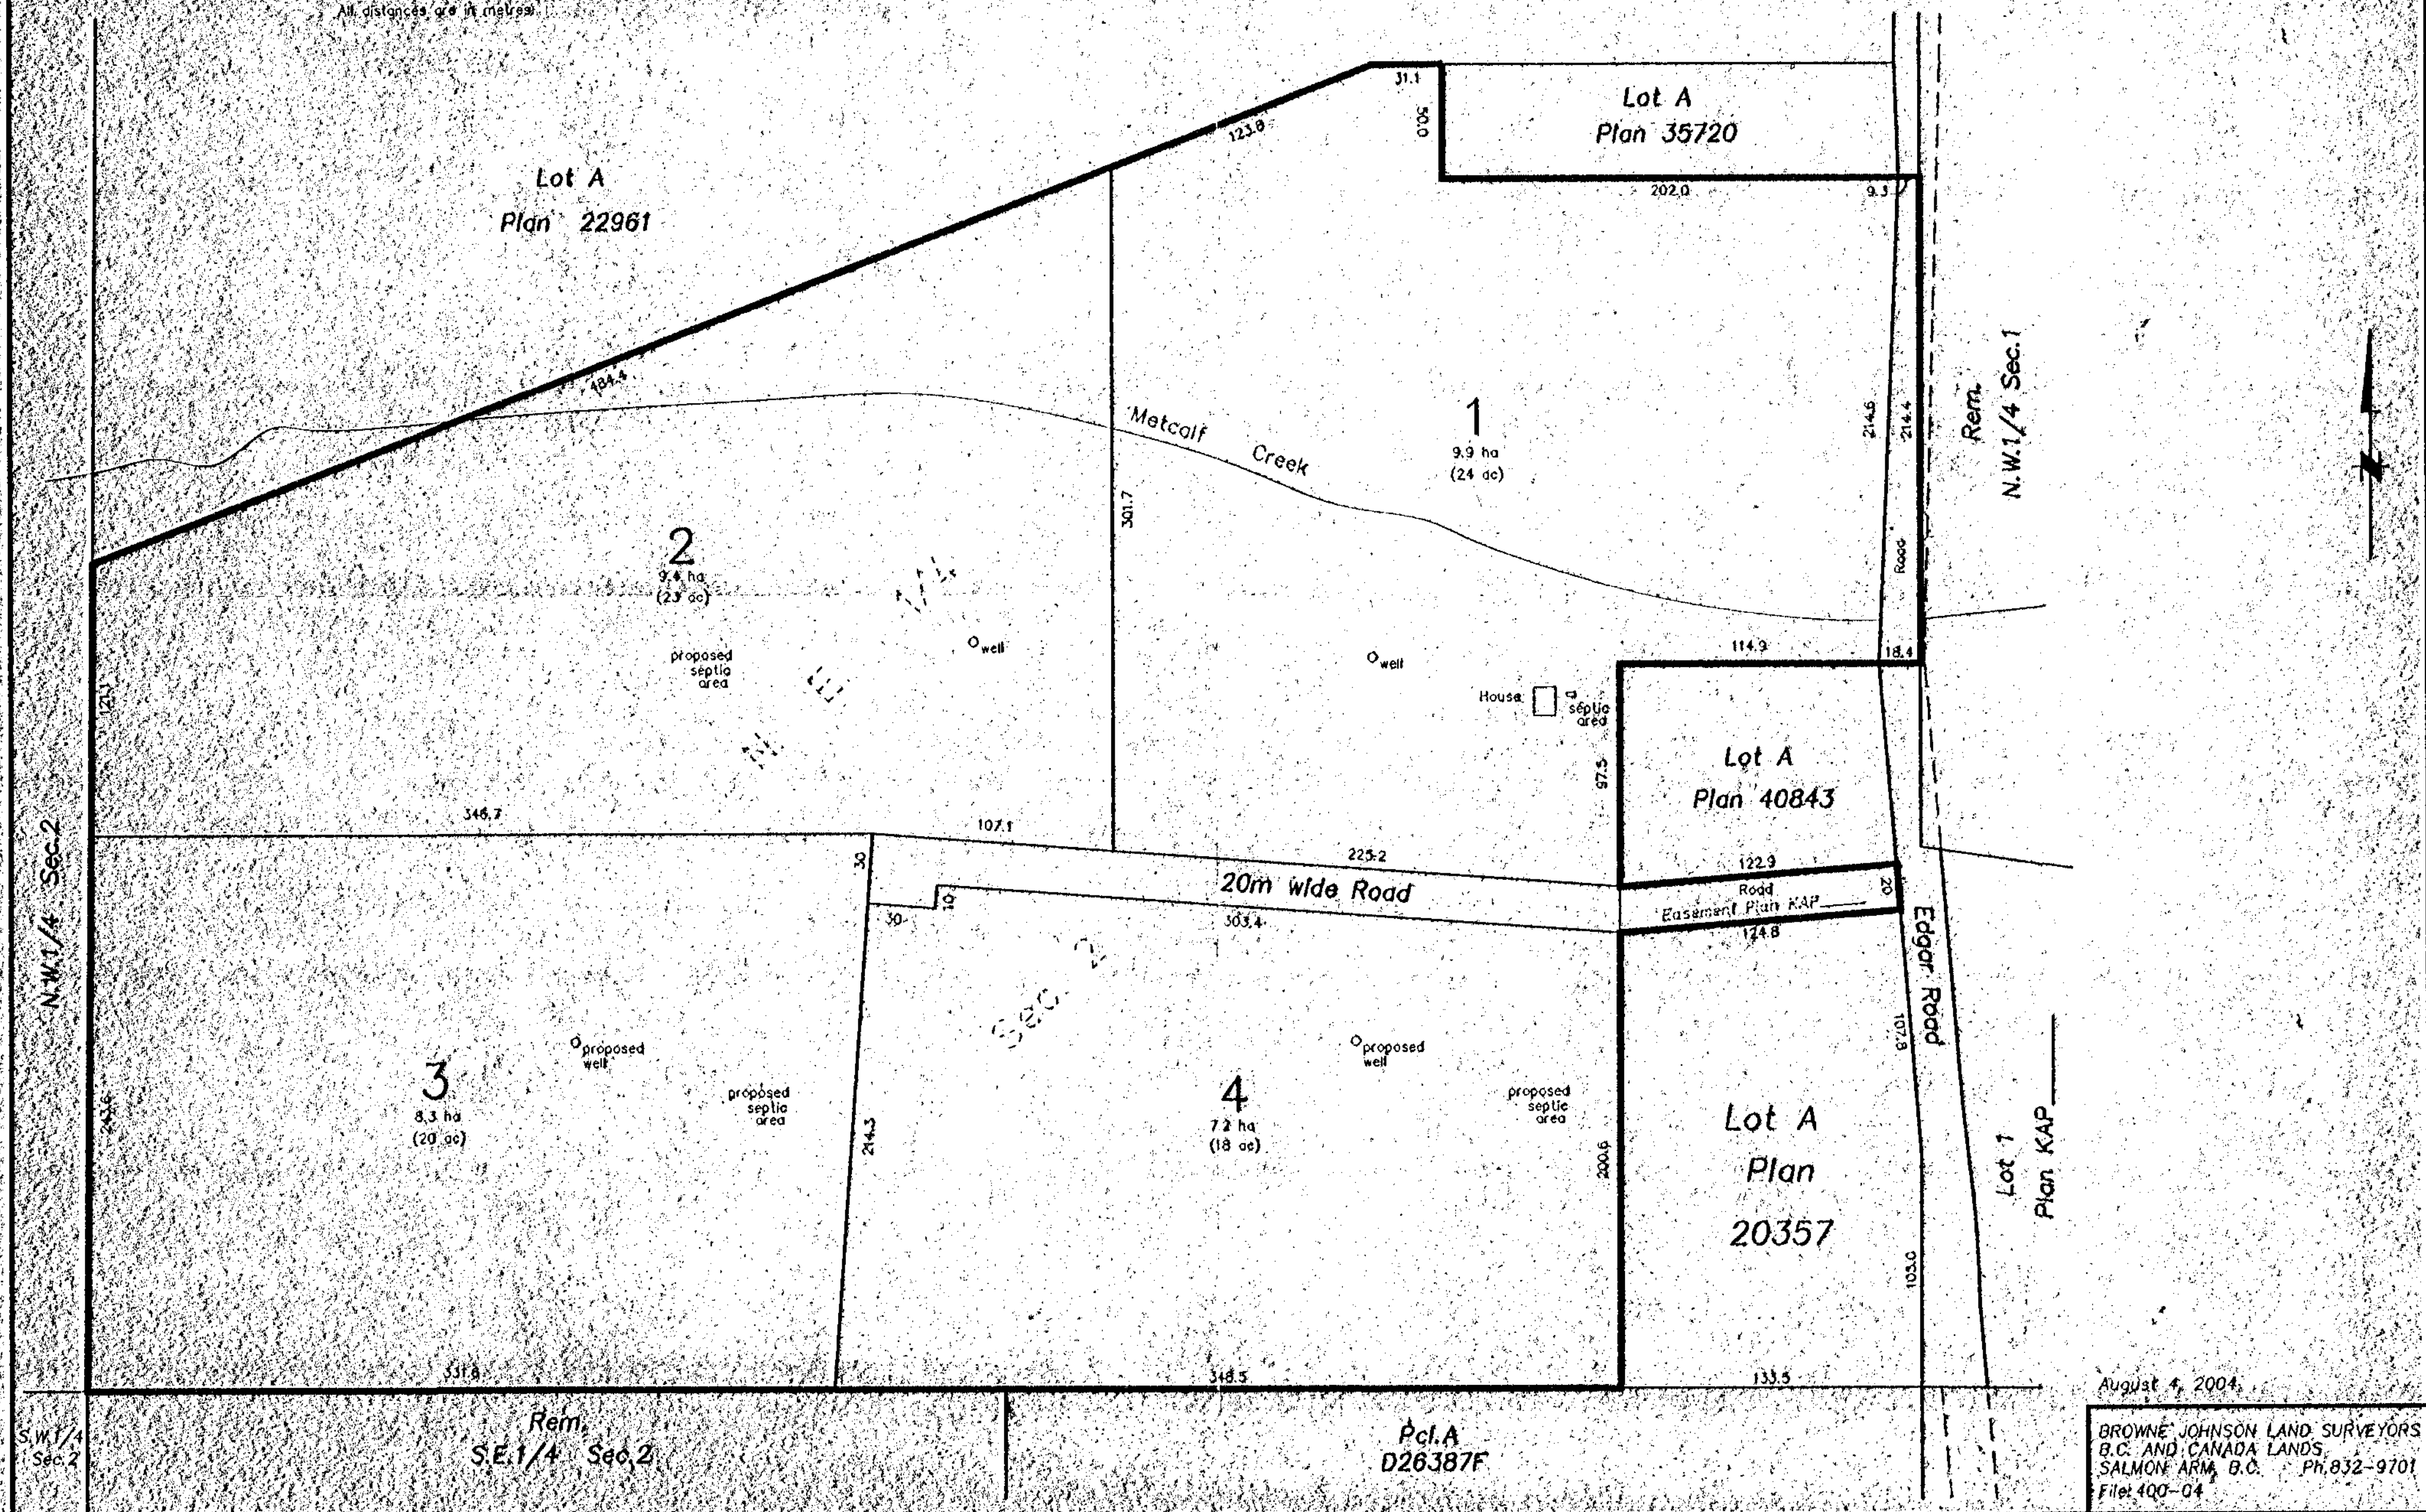 All distances are in metres.
31.1
50.0
Lot A
Plan 35720
123.8
202.0
9.3
Lot A
Plan 22961
484.4
Metcalf Creek
301.7
1
9.9 ha
(24 ac)
214.6
214.4
Road
Rem.
N.W.1/4 Sec.1
N
2
9.4 ha
(23 ac)
proposed
septic
area
well
N. E. 1/4
well
House
septic
area
114.9
18.4
97.5
Lot A
Plan 40843
346.7
107.1
225.2
122.9
20m wide Road
Road
Easement Plan KAP____
20
124.8
30
30
10
303.4
N.W.1/4 Sec.2
Sec. 2
Edgar Road
107.8
3
8.3 ha
(20 ac)
proposed
well
proposed
septic
area
214.3
4
7.2 ha
(18 ac)
proposed
well
proposed
septic
area
200.6
Lot A
Plan
20357
103.0
Lot 1
Plan KAP____
331.6
348.5
133.5
S.W.1/4
Sec.2
Rem.
S.E.1/4 Sec.2
Pcl.A
D26387F
August 4, 2004
BROWNE JOHNSON LAND SURVEYORS
B.C. AND CANADA LANDS
SALMON ARM, B.C. Ph.832-9701
File: 400-04